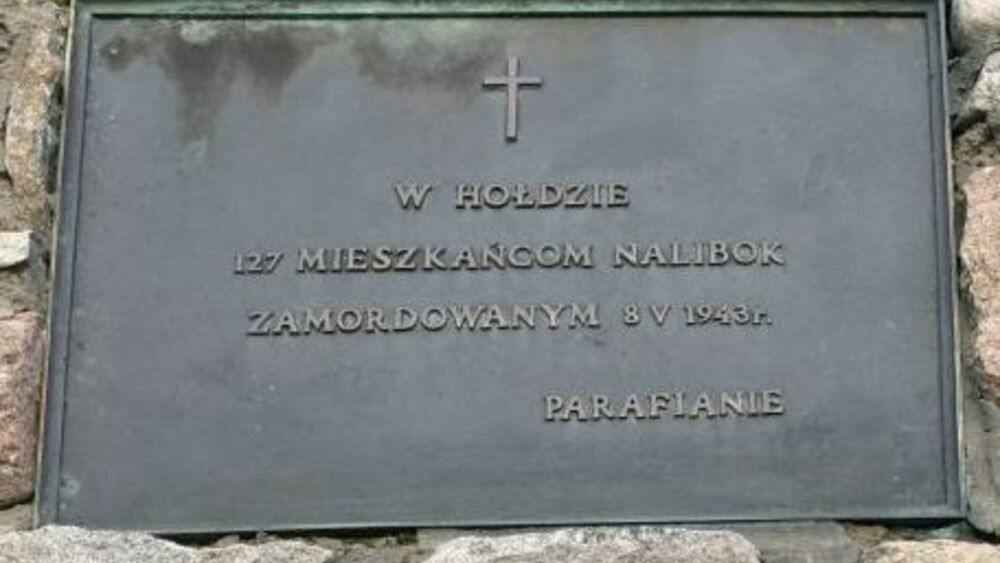 W HOŁDZIE
127 MIESZKAŃCOM NALIBOK
ZAMORDOWANYM 8 V 1943r.
PARAFIANIE